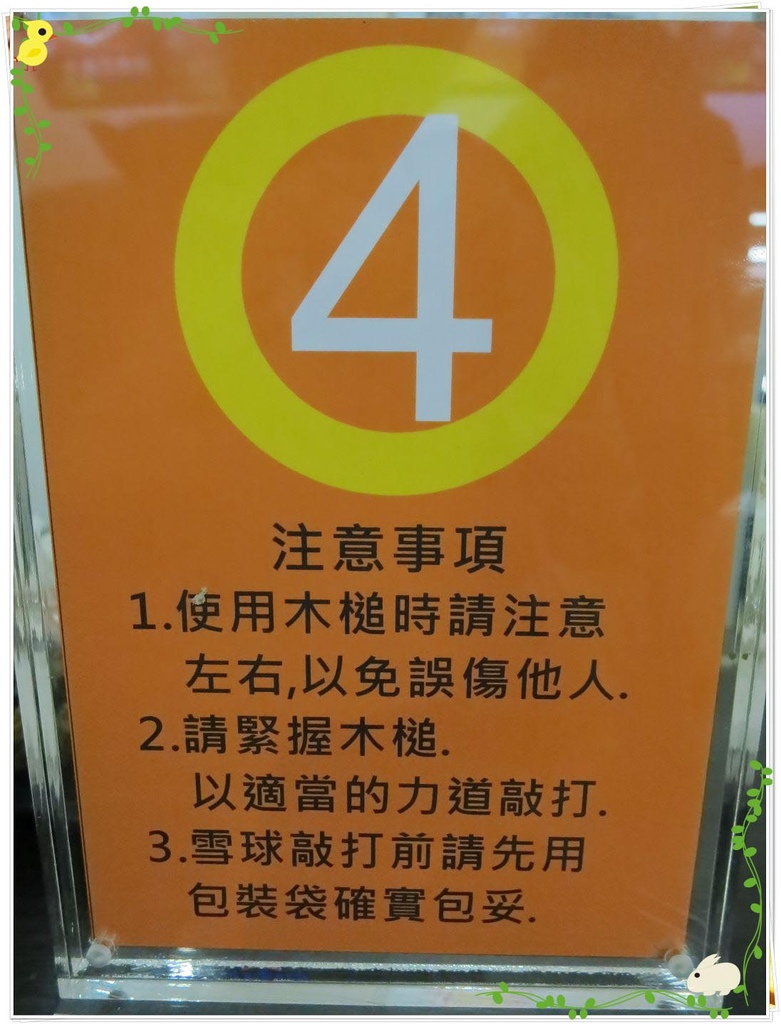 4
注意事項
1.使用木槌時請注意
左右,以免誤傷他人.
2.請緊握木槌.
以適當的力道敲打.
3.雪球敲打前請先用
包裝袋確實包妥.